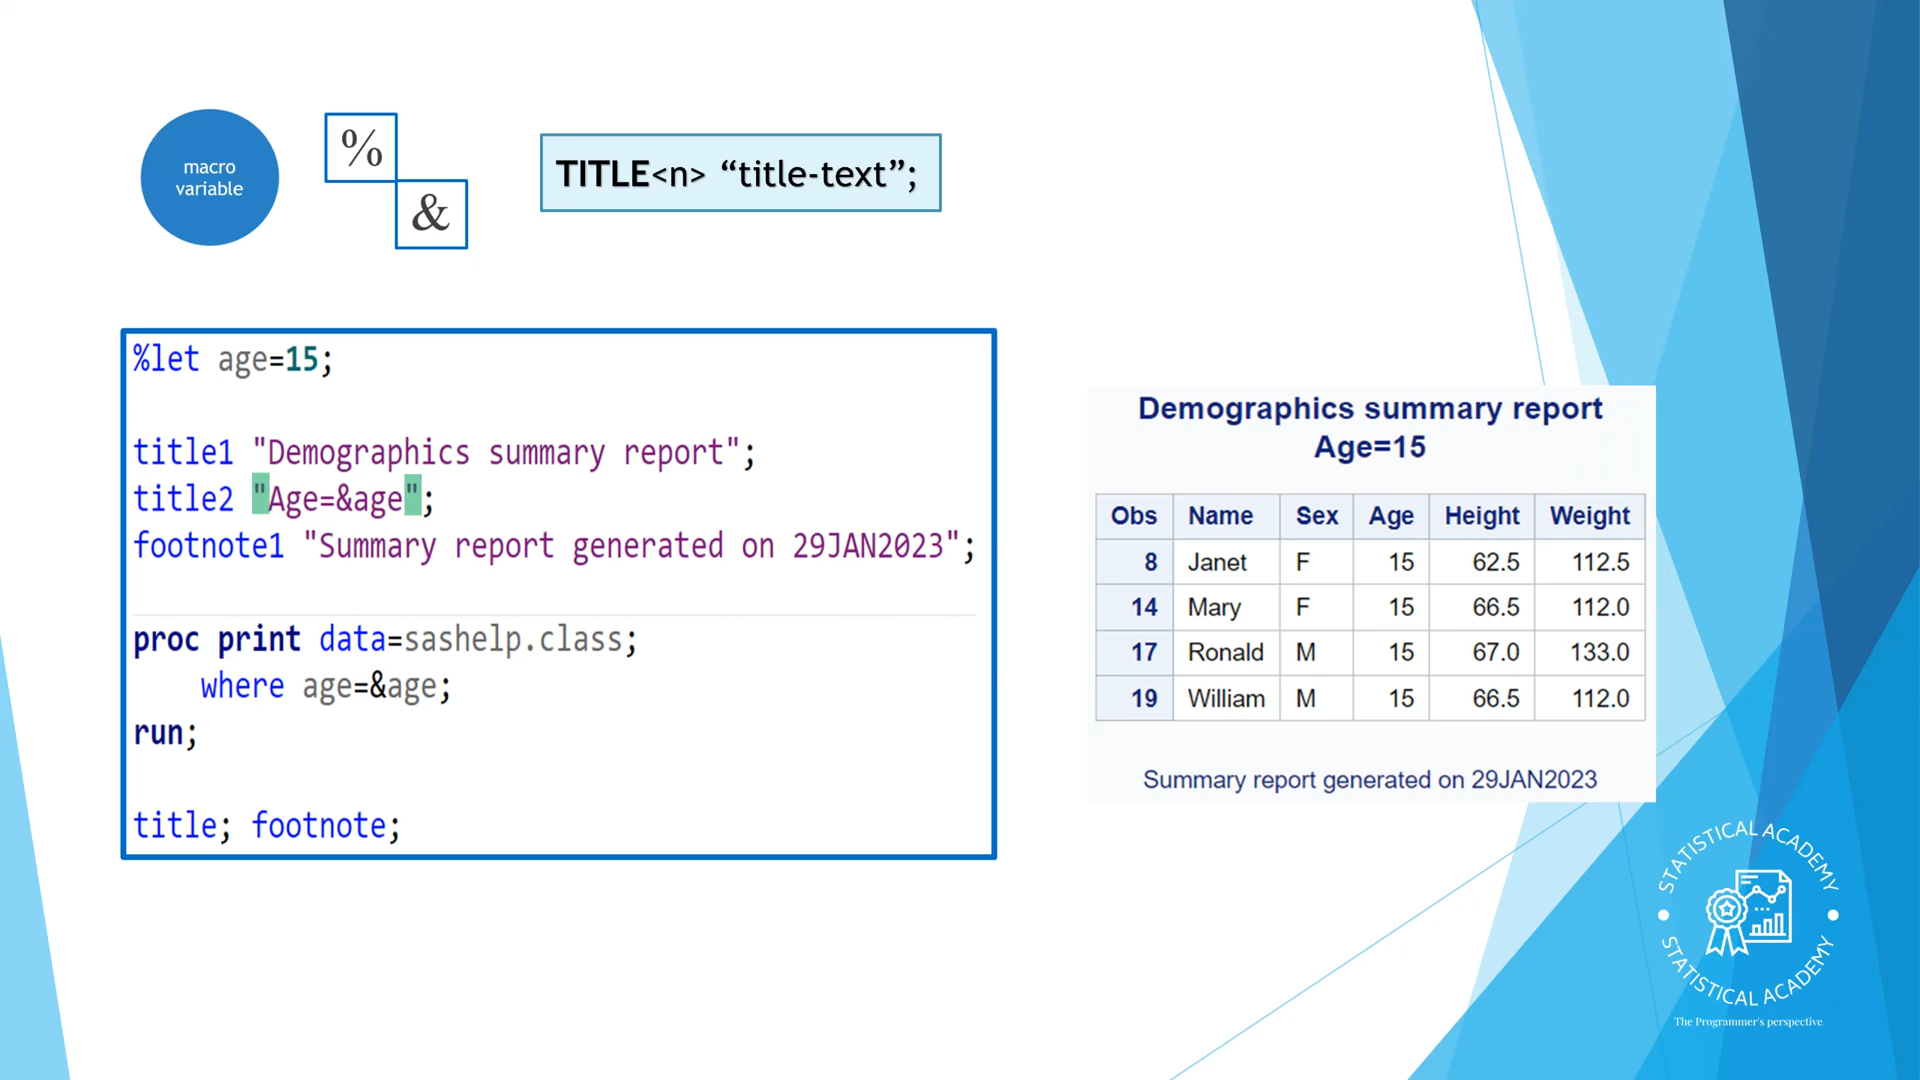 macro
variable
%
&
TITLE<n> “title-text”;
%let age=15;
title1 "Demographics summary report";
title2 "Age=&age";
footnote1 "Summary report generated on 29JAN2023";
proc print data=sashelp.class;
where age=&age;
run;
title; footnote;
Demographics summary report
Age=15
Obs Name Sex Age Height Weight
8 Janet F 15 62.5 112.5
14 Mary F 15 66.5 112.0
17 Ronald M 15 67.0 133.0
19 William M 15 66.5 112.0
Summary report generated on 29JAN2023
STATISTICAL ACADEMY
STATISTICAL ACADEMY
The Programmer's perspective